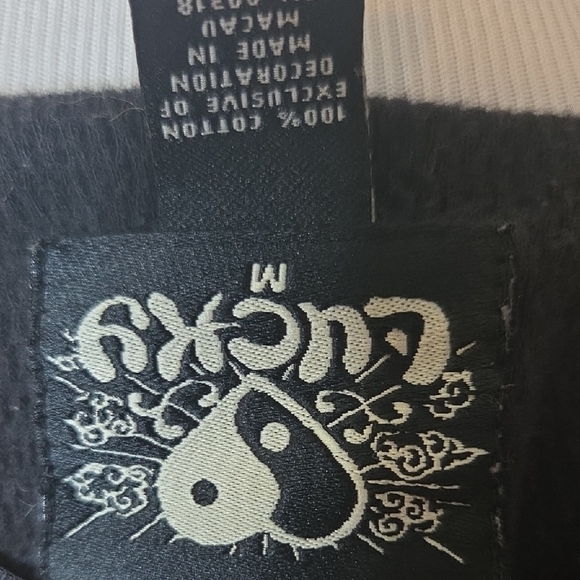 LUCKY
M
100% COTTON
EXCLUSIVE OF
DECORATION
MADE IN
MACAU